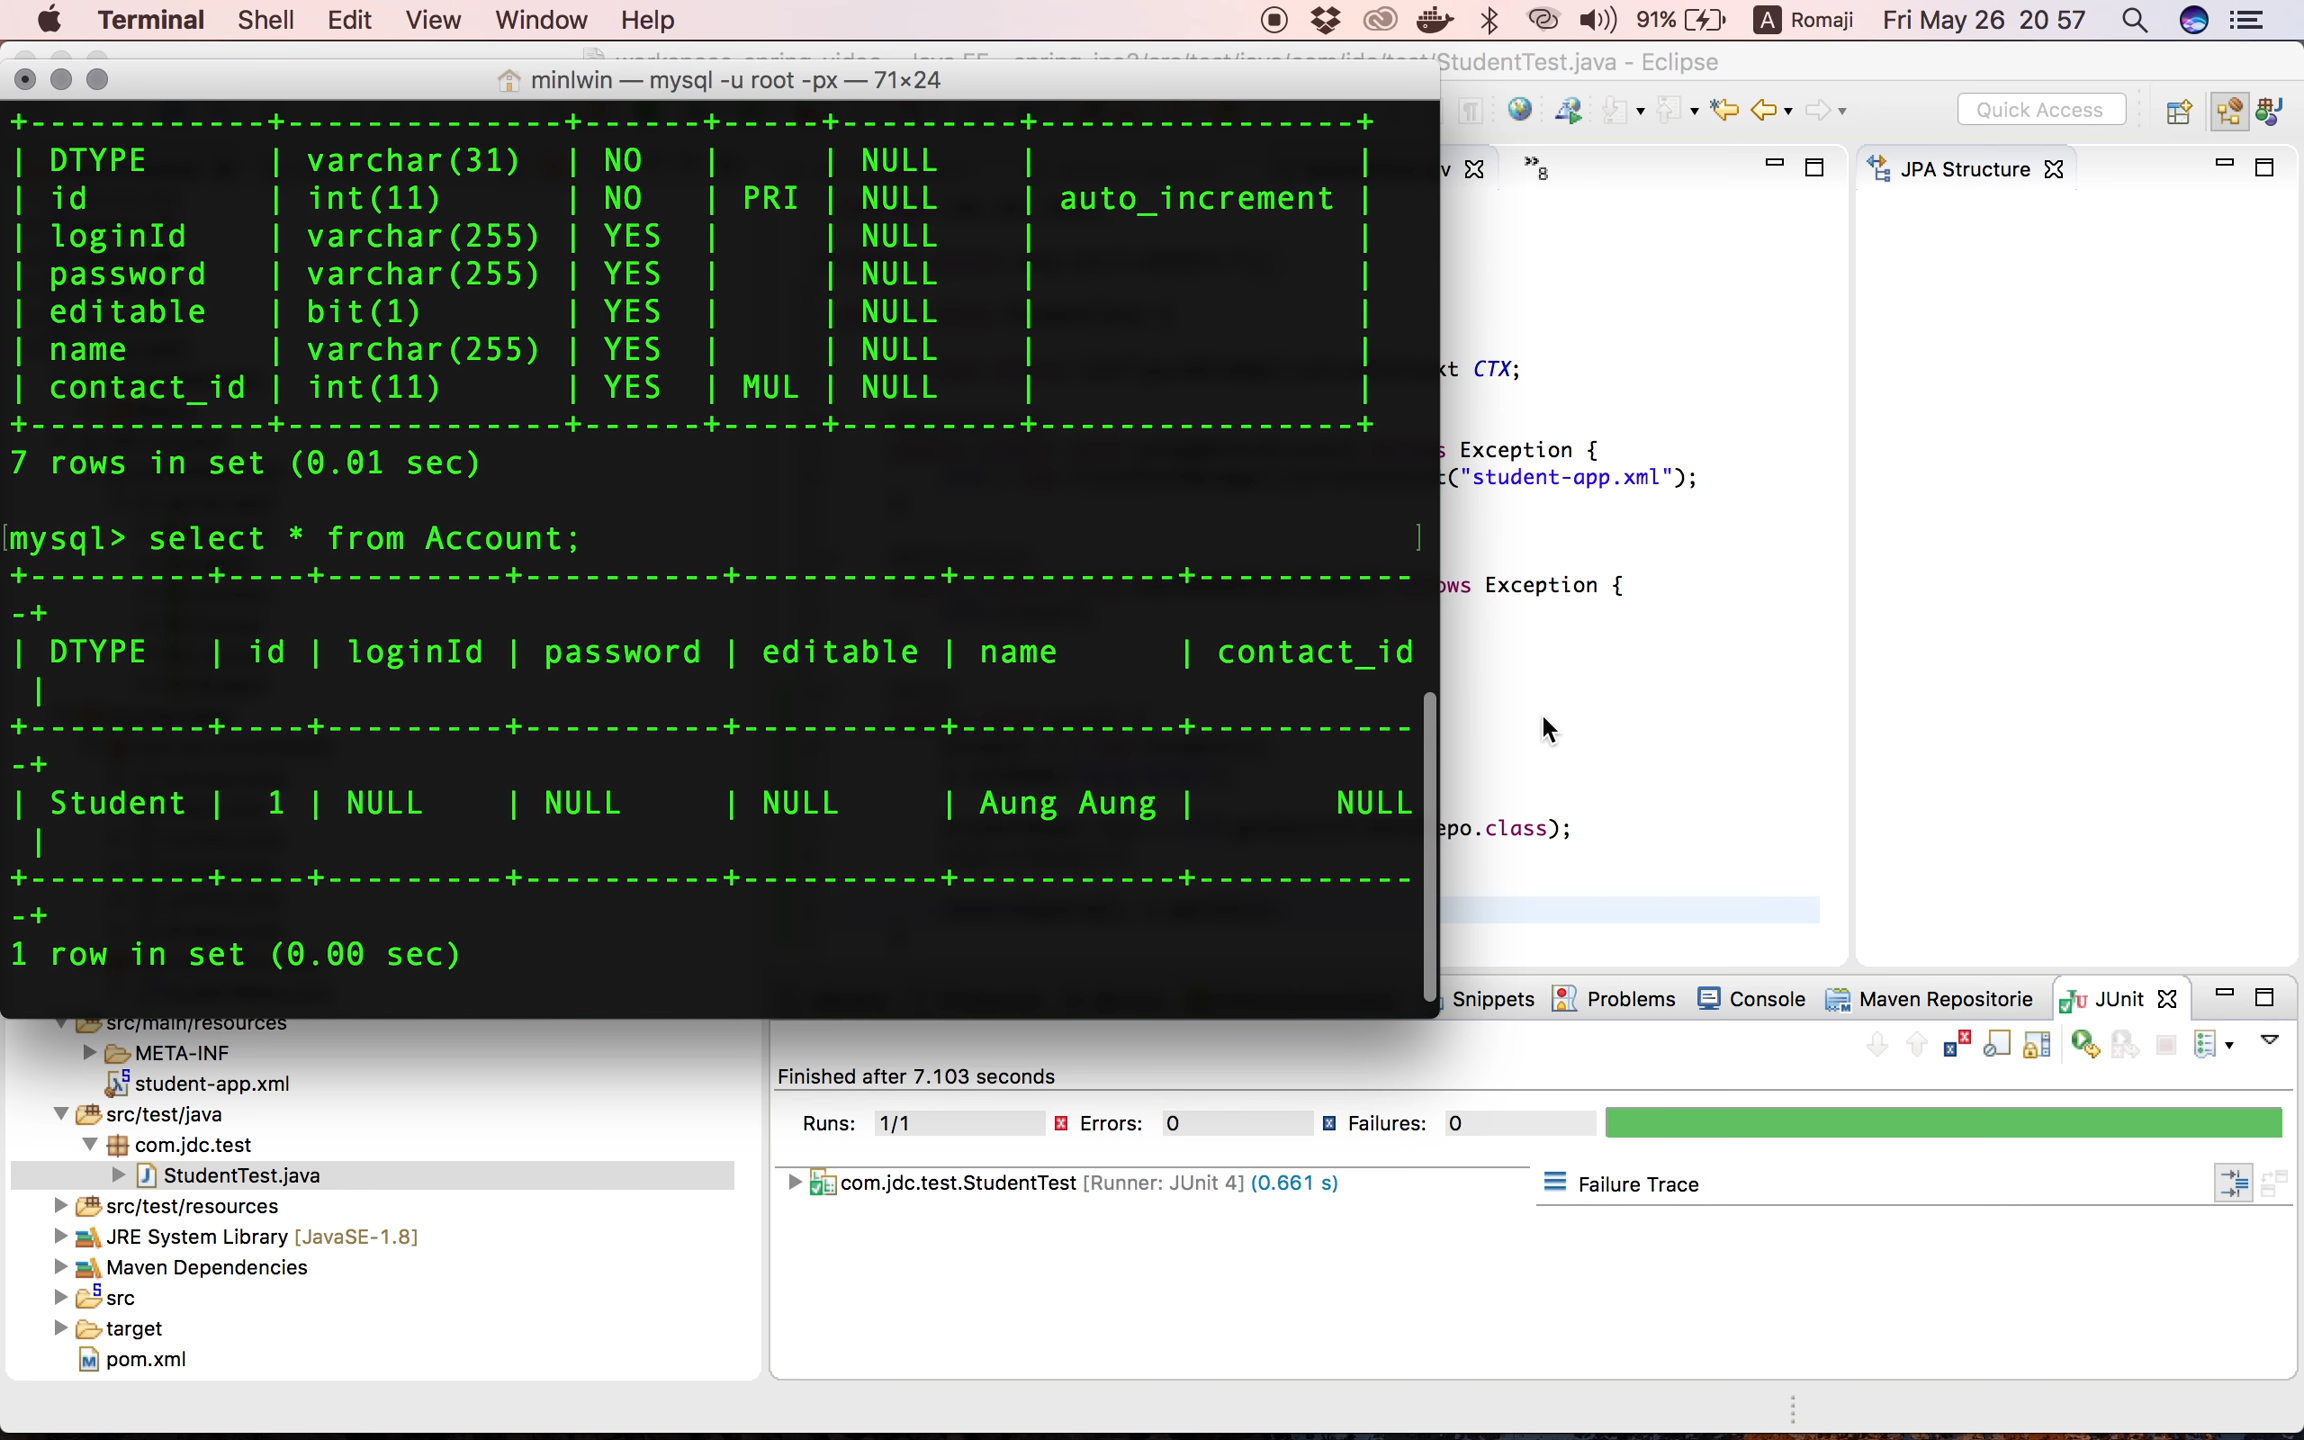 Terminal Shell Edit View Window Help 91% A Romaji Fri May 26 20 57
StudentTest.java - Eclipse
minlwin — mysql -u root -px — 71×24
Quick Access
+------------+--------------+------+-----+---------+----------------+
| DTYPE | varchar(31) | NO | | NULL | |
| id | int(11) | NO | PRI | NULL | auto_increment |
| loginId | varchar(255) | YES | | NULL | |
| password | varchar(255) | YES | | NULL | |
| editable | bit(1) | YES | | NULL | |
| name | varchar(255) | YES | | NULL | |
| contact_id | int(11) | YES | MUL | NULL | |
+------------+--------------+------+-----+---------+----------------+
7 rows in set (0.01 sec)
[mysql> select * from Account; ]
+---------+----+---------+----------+----------+-----------+-----------
-+
| DTYPE | id | loginId | password | editable | name | contact_id
|
+---------+----+---------+----------+----------+-----------+-----------
-+
| Student | 1 | NULL | NULL | NULL | Aung Aung | NULL
|
+---------+----+---------+----------+----------+-----------+-----------
-+
1 row in set (0.00 sec)
v »8
JPA Structure
xt CTX;
s Exception {
t("student-app.xml");
ows Exception {
epo.class);
src/main/resources
META-INF
student-app.xml
src/test/java
com.jdc.test
StudentTest.java
src/test/resources
JRE System Library [JavaSE-1.8]
Maven Dependencies
src
target
pom.xml
Snippets Problems Console Maven Repositorie JUnit
Finished after 7.103 seconds
Runs: 1/1 Errors: 0 Failures: 0
com.jdc.test.StudentTest [Runner: JUnit 4] (0.661 s)
Failure Trace